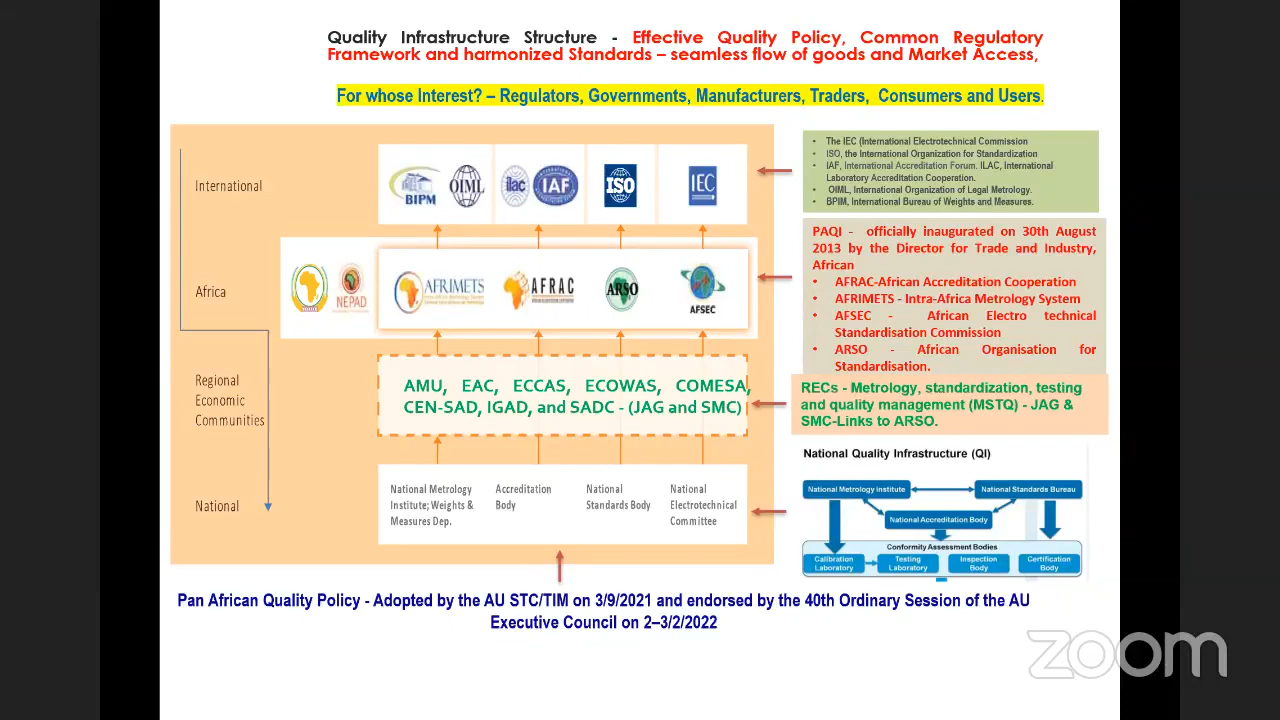 Quality Infrastructure Structure - Effective Quality Policy, Common Regulatory
Framework and harmonized Standards – seamless flow of goods and Market Access,
For whose Interest? – Regulators, Governments, Manufacturers, Traders, Consumers and Users.
International
BIPM
OIML
ilac
IAF
ISO
IEC
• The IEC (International Electrotechnical Commission
• ISO, the International Organization for Standardization
• IAF, International Accreditation Forum. ILAC, International
Laboratory Accreditation Cooperation.
• OIML, International Organization of Legal Metrology.
• BPIM, International Bureau of Weights and Measures.
Africa
NEPAD
AFRIMETS
AFRAC
ARSO
AFSEC
PAQI - officially inaugurated on 30th August
2013 by the Director for Trade and Industry,
African
• AFRAC-African Accreditation Cooperation
• AFRIMETS - Intra-Africa Metrology System
• AFSEC - African Electro technical
Standardisation Commission
• ARSO - African Organisation for
Standardisation.
Regional
Economic
Communities
AMU, EAC, ECCAS, ECOWAS, COMESA,
CEN-SAD, IGAD, and SADC - (JAG and SMC)
RECs - Metrology, standardization, testing
and quality management (MSTQ) - JAG &
SMC-Links to ARSO.
National
National Metrology
Institute; Weights &
Measures Dep.
Accreditation
Body
National
Standards Body
National
Electrotechnical
Committee
National Quality Infrastructure (QI)
National Metrology Institute
National Standards Bureau
National Accreditation Body
Conformity Assessment Bodies
Calibration
Laboratory
Testing
Laboratory
Inspection
Body
Certification
Body
Pan African Quality Policy - Adopted by the AU STC/TIM on 3/9/2021 and endorsed by the 40th Ordinary Session of the AU
Executive Council on 2–3/2/2022
zoom